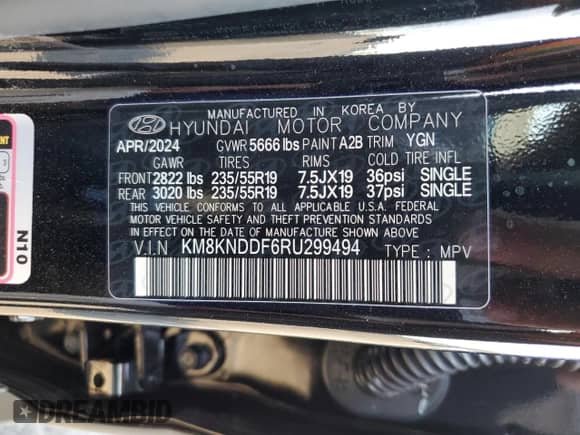 MANUFACTURED IN KOREA BY
HYUNDAI MOTOR COMPANY
APR/2024 GVWR 5666 lbs PAINT A2B TRIM YGN
GAWR TIRES RIMS COLD TIRE INFL
FRONT 2822 lbs 235/55R19 7.5JX19 36psi SINGLE
REAR 3020 lbs 235/55R19 7.5JX19 37psi SINGLE
THIS VEHICLE CONFORMS TO ALL APPLICABLE U.S.A. FEDERAL
MOTOR VEHICLE SAFETY, BUMPER, AND THEFT PREVENTION STANDARDS
IN EFFECT ON THE DATE OF MANUFACTURE SHOWN ABOVE
V.I.N KM8KNDDF6RU299494 TYPE : MPV
N10
DREAMBID